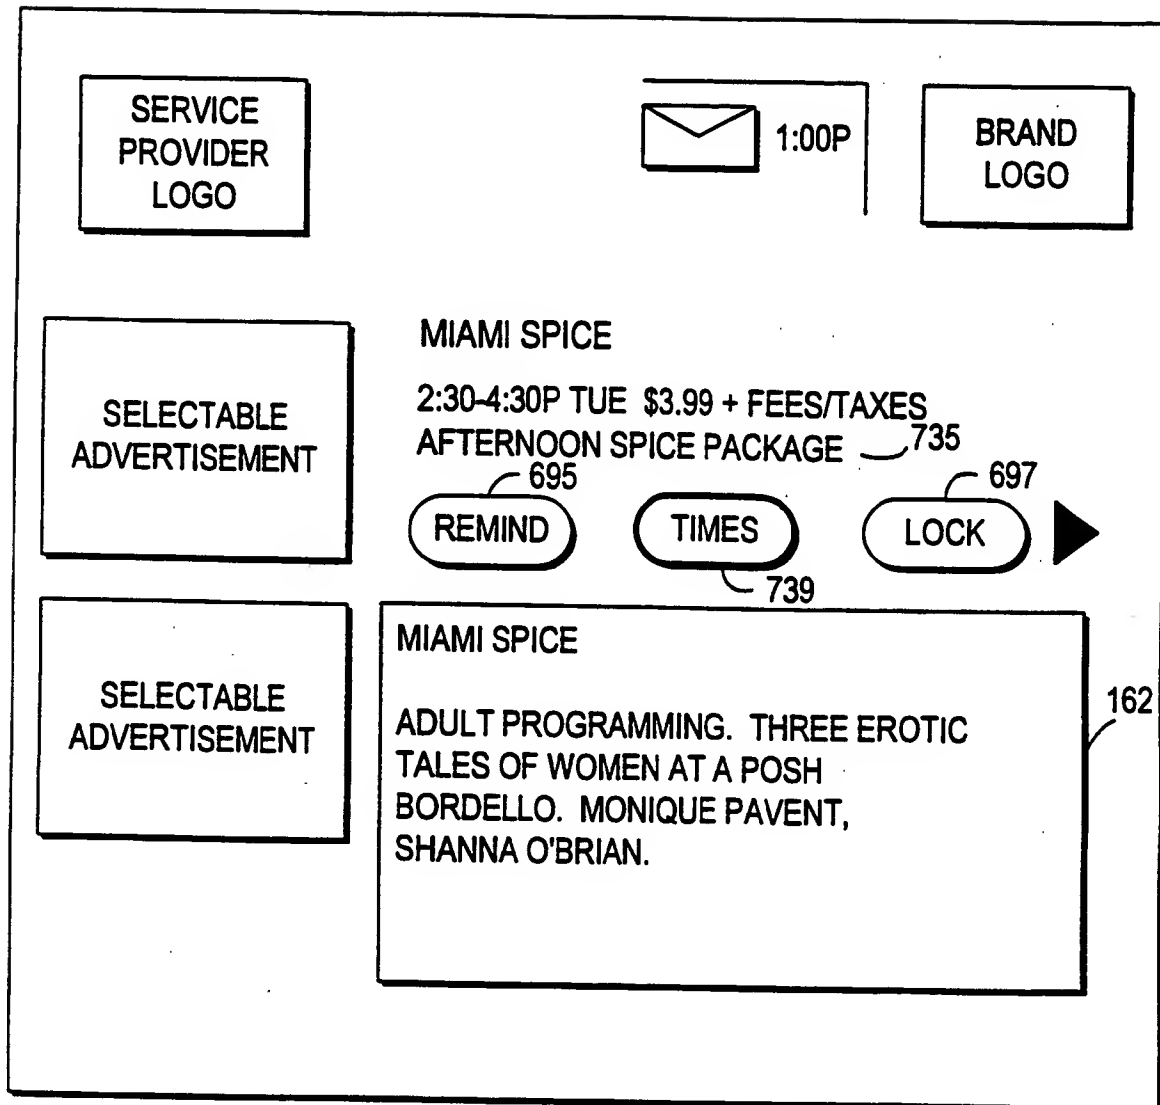 SERVICE
PROVIDER
LOGO
1:00P
BRAND
LOGO
SELECTABLE
ADVERTISEMENT
MIAMI SPICE
2:30-4:30P TUE $3.99 + FEES/TAXES
AFTERNOON SPICE PACKAGE 735
695
697
REMIND
TIMES
LOCK
739
SELECTABLE
ADVERTISEMENT
MIAMI SPICE
ADULT PROGRAMMING. THREE EROTIC
TALES OF WOMEN AT A POSH
BORDELLO. MONIQUE PAVENT,
SHANNA O'BRIAN.
162